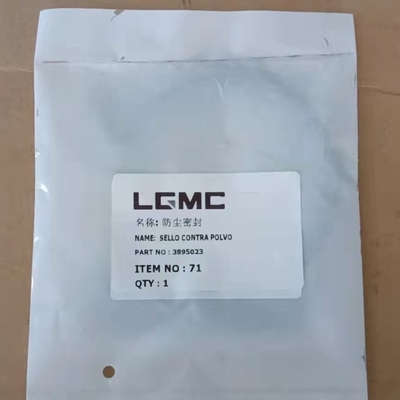 LGMC
名称: 防尘密封
NAME: SELLO CONTRA POLVO
PART NO : 3895023
ITEM NO : 71
QTY : 1